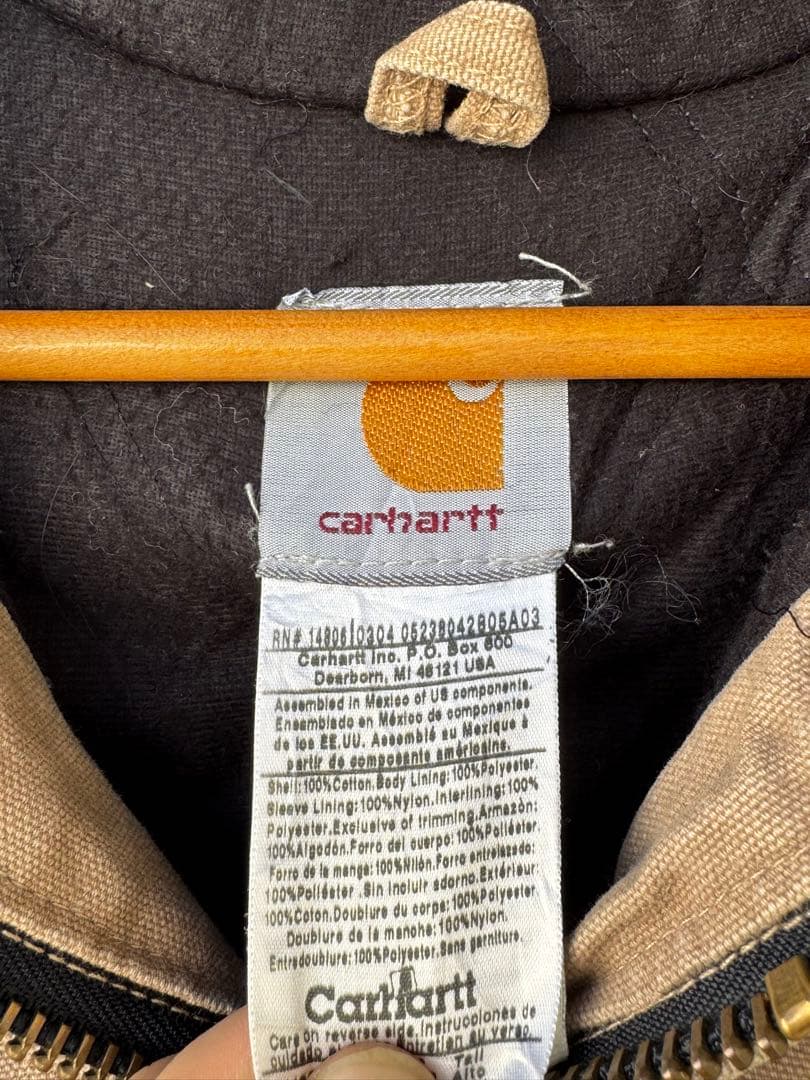 carhartt
RN# 14806 0304 05239042805A03
Carhartt Inc. P.O. Box 600
Dearborn, MI 48121 USA
Assembled in Mexico of US components.
Ensamblado en México de componentes
de los EE.UU. Assemblé au Mexique à
partir de composants américains.
Shell:100%Cotton.Body Lining:100%Polyester.
Sleeve Lining:100%Nylon.Interlining:100%
Polyester.Exclusive of trimming.Armazòn:
100%Algodón.Forro del cuerpo:100%Poliéster.
Forro de la manga:100%Nilón.Forro entrelazado:
100%Poliéster.Sin incluir adorno.Extérieur:
100%Coton.Doublure du corps:100%Polyester.
Doublure de la manche:100%Nylon.
Entredoublure:100%Polyester.Sans garniture.
Carhartt
Care on reverse side.Instrucciones de
cuidado al verso
Tall
Alto